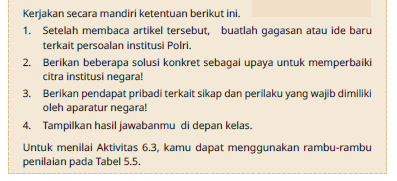 Kerjakan secara mandiri ketentuan berikut ini.
1. Setelah membaca artikel tersebut, buatlah gagasan atau ide baru
terkait persoalan institusi Polri.
2. Berikan beberapa solusi konkret sebagai upaya untuk memperbaiki
citra institusi negara!
3. Berikan pendapat pribadi terkait sikap dan perilaku yang wajib dimiliki
oleh aparatur negara!
4. Tampilkan hasil jawabanmu di depan kelas.
Untuk menilai Aktivitas 6.3, kamu dapat menggunakan rambu-rambu
penilaian pada Tabel 5.5.